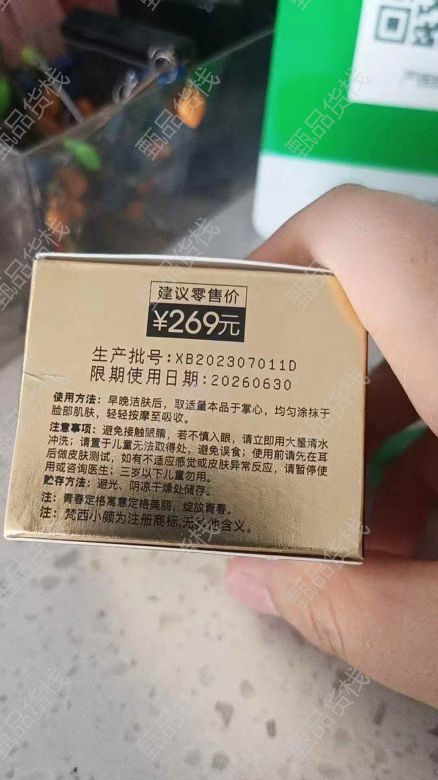 建议零售价
¥269元
生产批号:XB202307011D
限期使用日期:20260630
使用方法：早晚洁肤后，取适量本品于掌心，均匀涂抹于
脸部肌肤，轻轻按摩至吸收。
注意事项：避免接触眼睛，若不慎入眼，请立即用大量清水
冲洗；请置于儿童无法取得处，避免误食；使用前请先在耳
后做皮肤测试，如有不适应感觉或皮肤异常反应，请暂停使
用或咨询医生；三岁以下儿童勿用。
贮存方法：避光、阴凉干燥处储存。
注：青春定格寓意定格美丽，绽放青春。
注：梵西小颜为注册商标,无其他含义。
甄品货栈